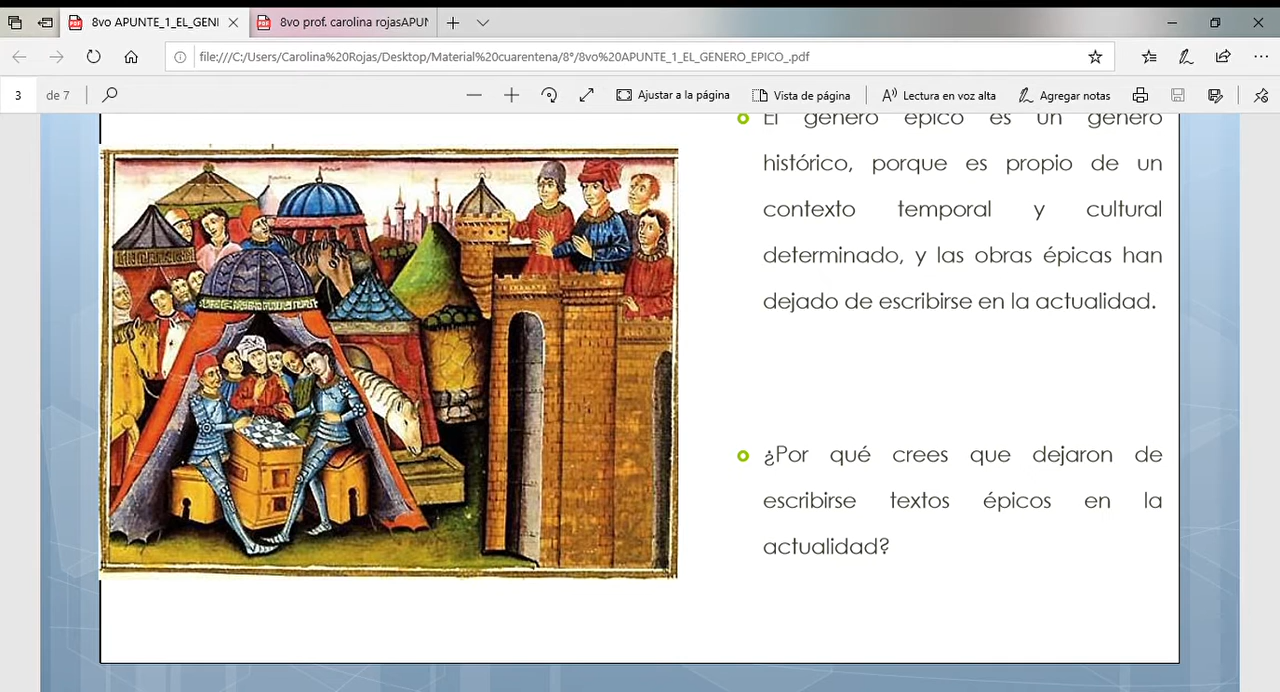 8vo APUNTE_1_EL_GENI
8vo prof. carolina rojasAPUN
file:///C:/Users/Carolina%20Rojas/Desktop/Material%20cuarentena/8°/8vo%20APUNTE_1_EL_GENERO_EPICO_.pdf
3 de 7
Ajustar a la página
Vista de página
Lectura en voz alta
Agregar notas
El género épico es un género
histórico, porque es propio de un
contexto temporal y cultural
determinado, y las obras épicas han
dejado de escribirse en la actualidad.
¿Por qué crees que dejaron de
escribirse textos épicos en la
actualidad?